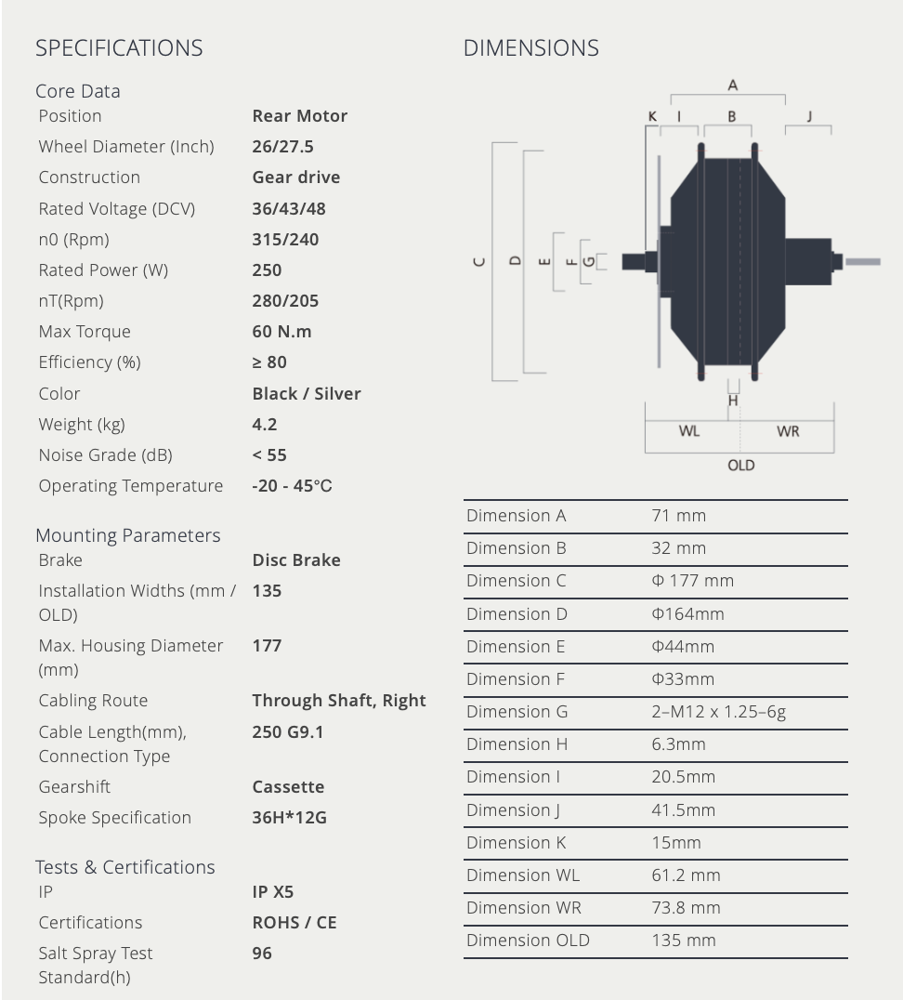 SPECIFICATIONS
Core Data
Position Rear Motor
Wheel Diameter (Inch) 26/27.5
Construction Gear drive
Rated Voltage (DCV) 36/43/48
n0 (Rpm) 315/240
Rated Power (W) 250
nT(Rpm) 280/205
Max Torque 60 N.m
Efficiency (%) ≥ 80
Color Black / Silver
Weight (kg) 4.2
Noise Grade (dB) < 55
Operating Temperature -20 - 45℃
Mounting Parameters
Brake Disc Brake
Installation Widths (mm / 135
OLD)
Max. Housing Diameter 177
(mm)
Cabling Route Through Shaft, Right
Cable Length(mm), 250 G9.1
Connection Type
Gearshift Cassette
Spoke Specification 36H*12G
Tests & Certifications
IP IP X5
Certifications ROHS / CE
Salt Spray Test 96
Standard(h)
DIMENSIONS
A
K I B J
C D E F G
H
WL WR
OLD
Dimension A 71 mm
Dimension B 32 mm
Dimension C Φ 177 mm
Dimension D Φ164mm
Dimension E Φ44mm
Dimension F Φ33mm
Dimension G 2–M12 x 1.25–6g
Dimension H 6.3mm
Dimension I 20.5mm
Dimension J 41.5mm
Dimension K 15mm
Dimension WL 61.2 mm
Dimension WR 73.8 mm
Dimension OLD 135 mm